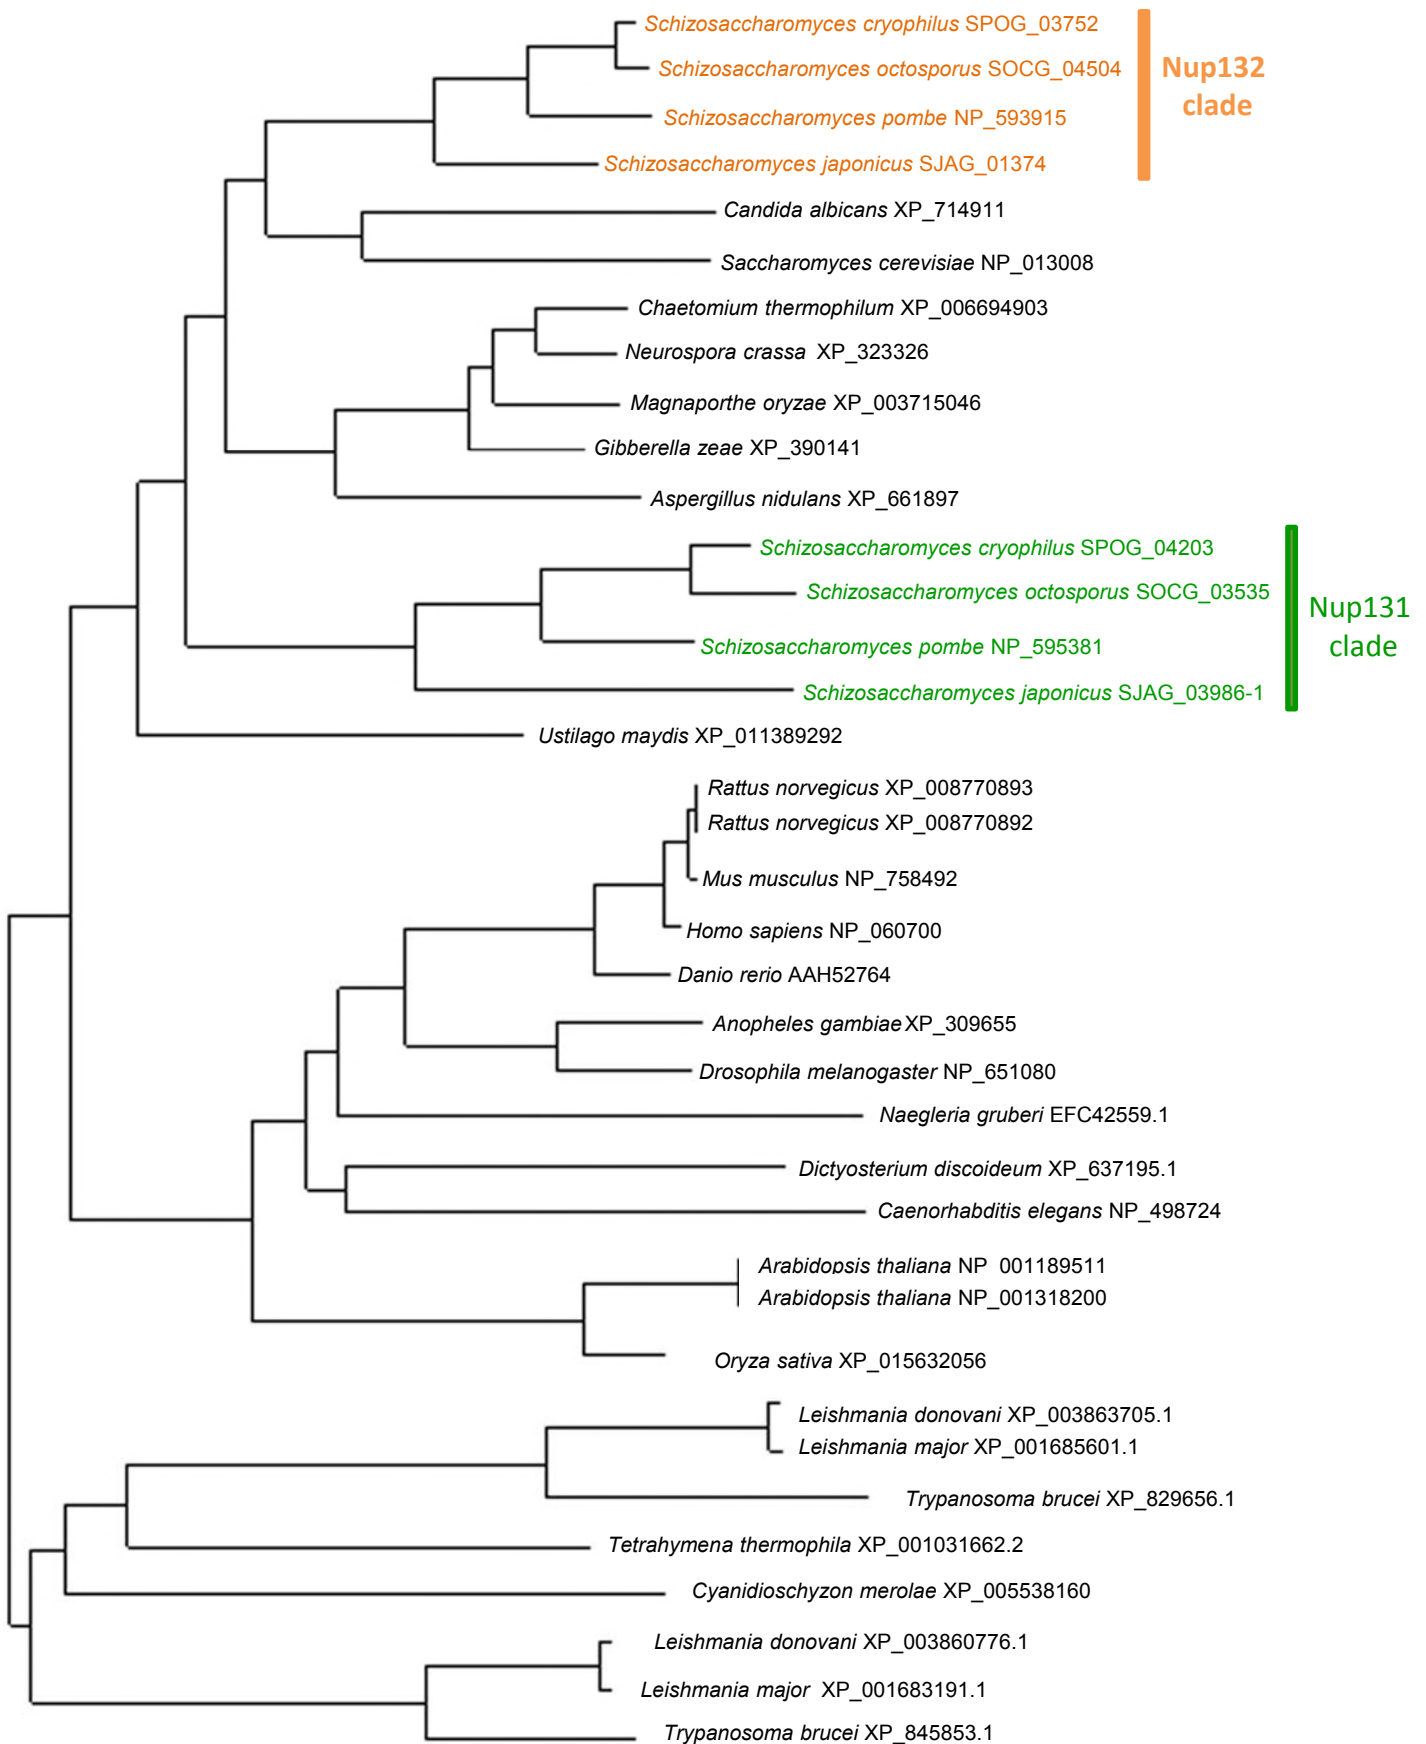 Schizosaccharomyces cryophilus SPOG_03752
Schizosaccharomyces octosporus SOCG_04504
Nup132
clade
Schizosaccharomyces pombe NP_593915
Schizosaccharomyces japonicus SJAG_01374
Candida albicans XP_714911
Saccharomyces cerevisiae NP_013008
Chaetomium thermophilum XP_006694903
Neurospora crassa XP_323326
Magnaporthe oryzae XP_003715046
Gibberella zeae XP_390141
Aspergillus nidulans XP_661897
Schizosaccharomyces cryophilus SPOG_04203
Schizosaccharomyces octosporus SOCG_03535
Nup131
clade
Schizosaccharomyces pombe NP_595381
Schizosaccharomyces japonicus SJAG_03986-1
Ustilago maydis XP_011389292
Rattus norvegicus XP_008770893
Rattus norvegicus XP_008770892
Mus musculus NP_758492
Homo sapiens NP_060700
Danio rerio AAH52764
Anopheles gambiae XP_309655
Drosophila melanogaster NP_651080
Naegleria gruberi EFC42559.1
Dictyosterium discoideum XP_637195.1
Caenorhabditis elegans NP_498724
Arabidopsis thaliana NP_001189511
Arabidopsis thaliana NP_001318200
Oryza sativa XP_015632056
Leishmania donovani XP_003863705.1
Leishmania major XP_001685601.1
Trypanosoma brucei XP_829656.1
Tetrahymena thermophila XP_001031662.2
Cyanidioschyzon merolae XP_005538160
Leishmania donovani XP_003860776.1
Leishmania major XP_001683191.1
Trypanosoma brucei XP_845853.1